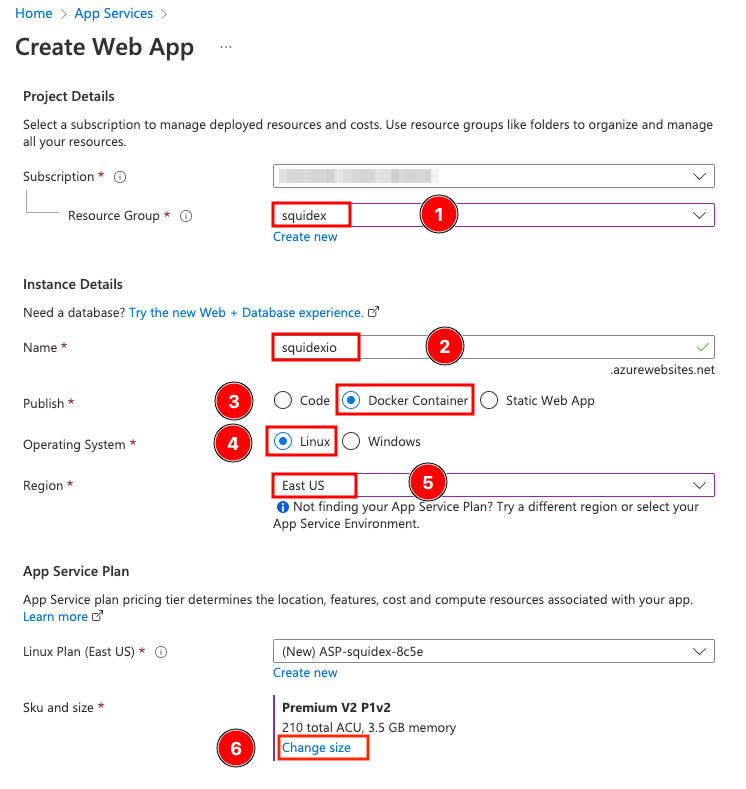 Home > App Services >
Create Web App ...
Project Details
Select a subscription to manage deployed resources and costs. Use resource groups like folders to organize and manage
all your resources.
Subscription *
Resource Group *
squidex
1
Create new
Instance Details
Need a database? Try the new Web + Database experience.
Name *
squidexio
2
.azurewebsites.net
Publish *
3
Code
Docker Container
Static Web App
Operating System *
4
Linux
Windows
Region *
East US
5
Not finding your App Service Plan? Try a different region or select your
App Service Environment.
App Service Plan
App Service plan pricing tier determines the location, features, cost and compute resources associated with your app.
Learn more
Linux Plan (East US) *
(New) ASP-squidex-8c5e
Create new
Sku and size *
Premium V2 P1v2
210 total ACU, 3.5 GB memory
6
Change size